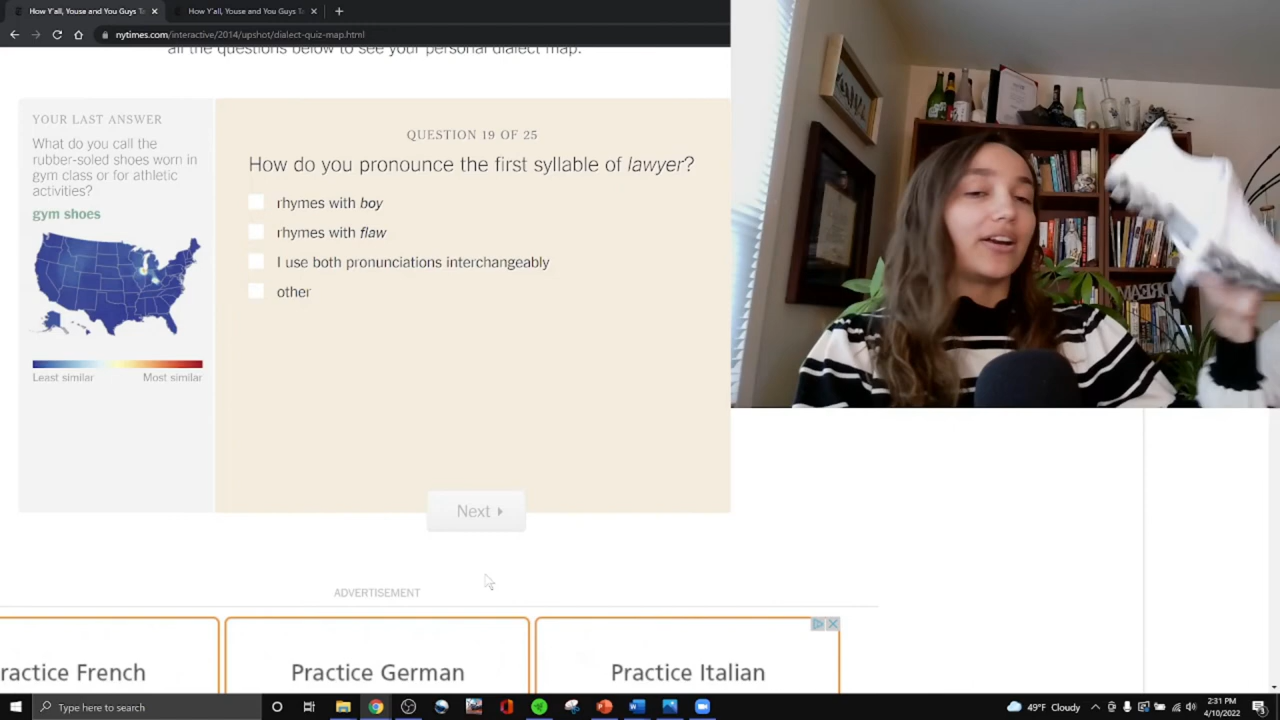 How Y'all, Youse and You Guys Ta
How Y'all, Youse and You Guys T
nytimes.com/interactive/2014/upshot/dialect-quiz-map.html
all the questions below to see your personal dialect map.
YOUR LAST ANSWER
What do you call the
rubber-soled shoes worn in
gym class or for athletic
activities?
gym shoes
Least similar
Most similar
QUESTION 19 OF 25
How do you pronounce the first syllable of lawyer?
rhymes with boy
rhymes with flaw
I use both pronunciations interchangeably
other
Next
DREAM
ADVERTISEMENT
ractice French
Practice German
Practice Italian
Type here to search
49°F Cloudy
2:31 PM
4/10/2022